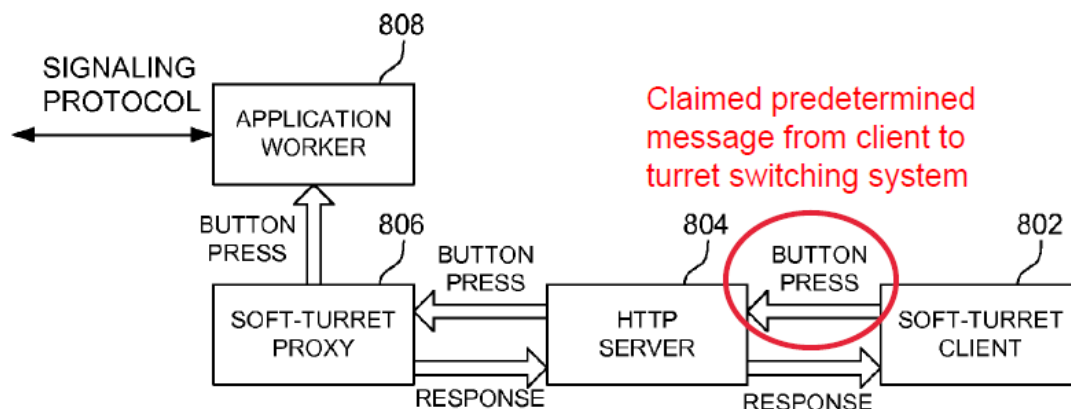 808
SIGNALING
PROTOCOL
APPLICATION
WORKER
Claimed predetermined
message from client to
turret switching system
BUTTON
PRESS
806
804
802
BUTTON
PRESS
BUTTON
PRESS
SOFT-TURRET
PROXY
HTTP
SERVER
SOFT-TURRET
CLIENT
RESPONSE
RESPONSE